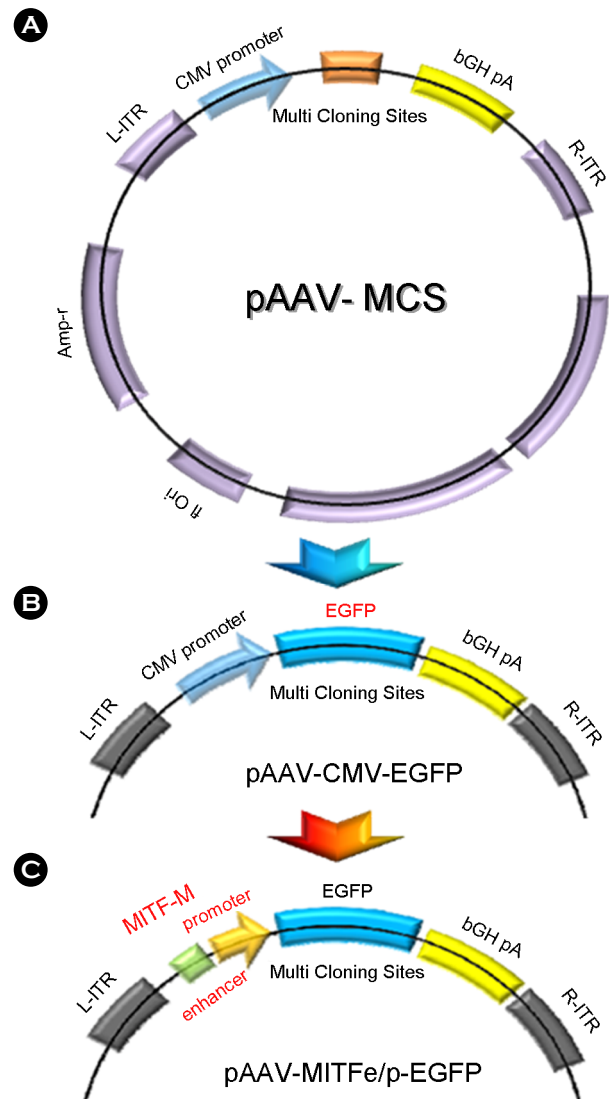 A
CMV promoter
bGH pA
L-ITR
Multi Cloning Sites
R-ITR
pAAV- MCS
Amp-r
fl Ori
B
EGFP
CMV promoter
bGH pA
L-ITR
Multi Cloning Sites
R-ITR
pAAV-CMV-EGFP
C
MITF-M
promoter
EGFP
bGH pA
L-ITR
enhancer
Multi Cloning Sites
R-ITR
pAAV-MITFe/p-EGFP